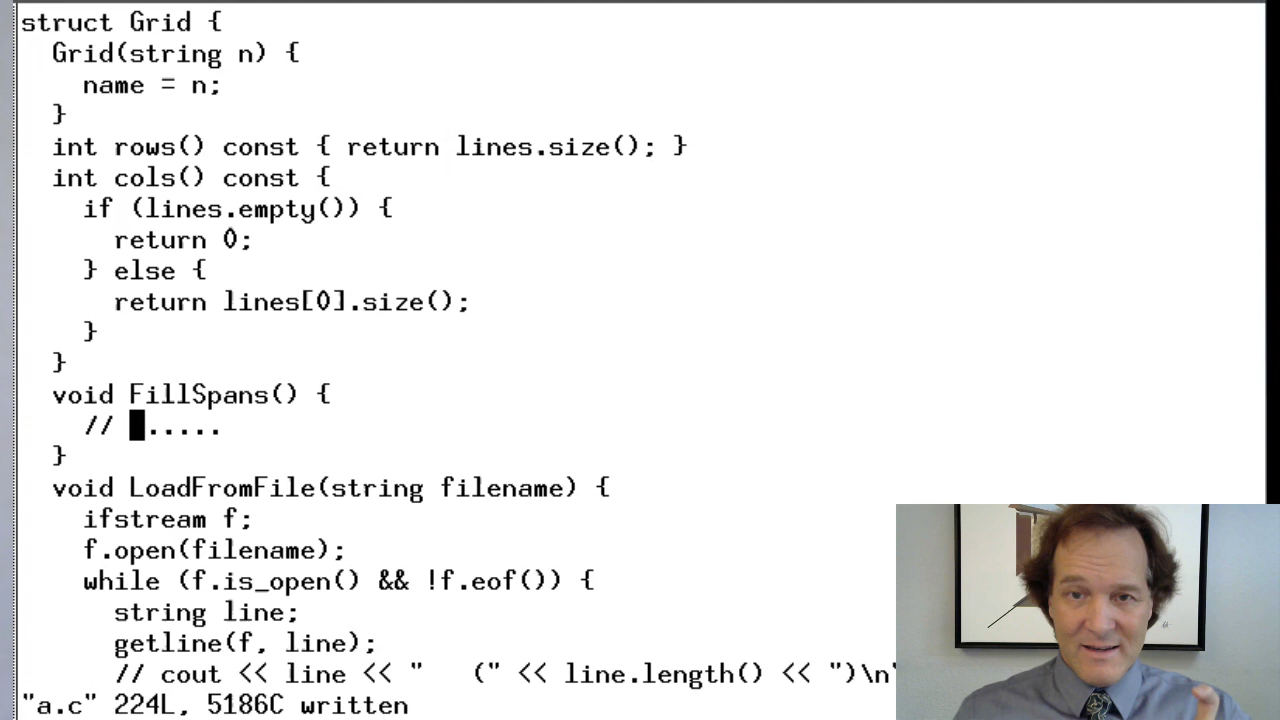 struct Grid {
  Grid(string n) {
    name = n;
  }
  int rows() const { return lines.size(); }
  int cols() const {
    if (lines.empty()) {
      return 0;
    } else {
      return lines[0].size();
    }
  }
  void FillSpans() {
    // .....
  }
  void LoadFromFile(string filename) {
    ifstream f;
    f.open(filename);
    while (f.is_open() && !f.eof()) {
      string line;
      getline(f, line);
      // cout << line << "   (" << line.length() << ")\n"
"a.c" 224L, 5186C written